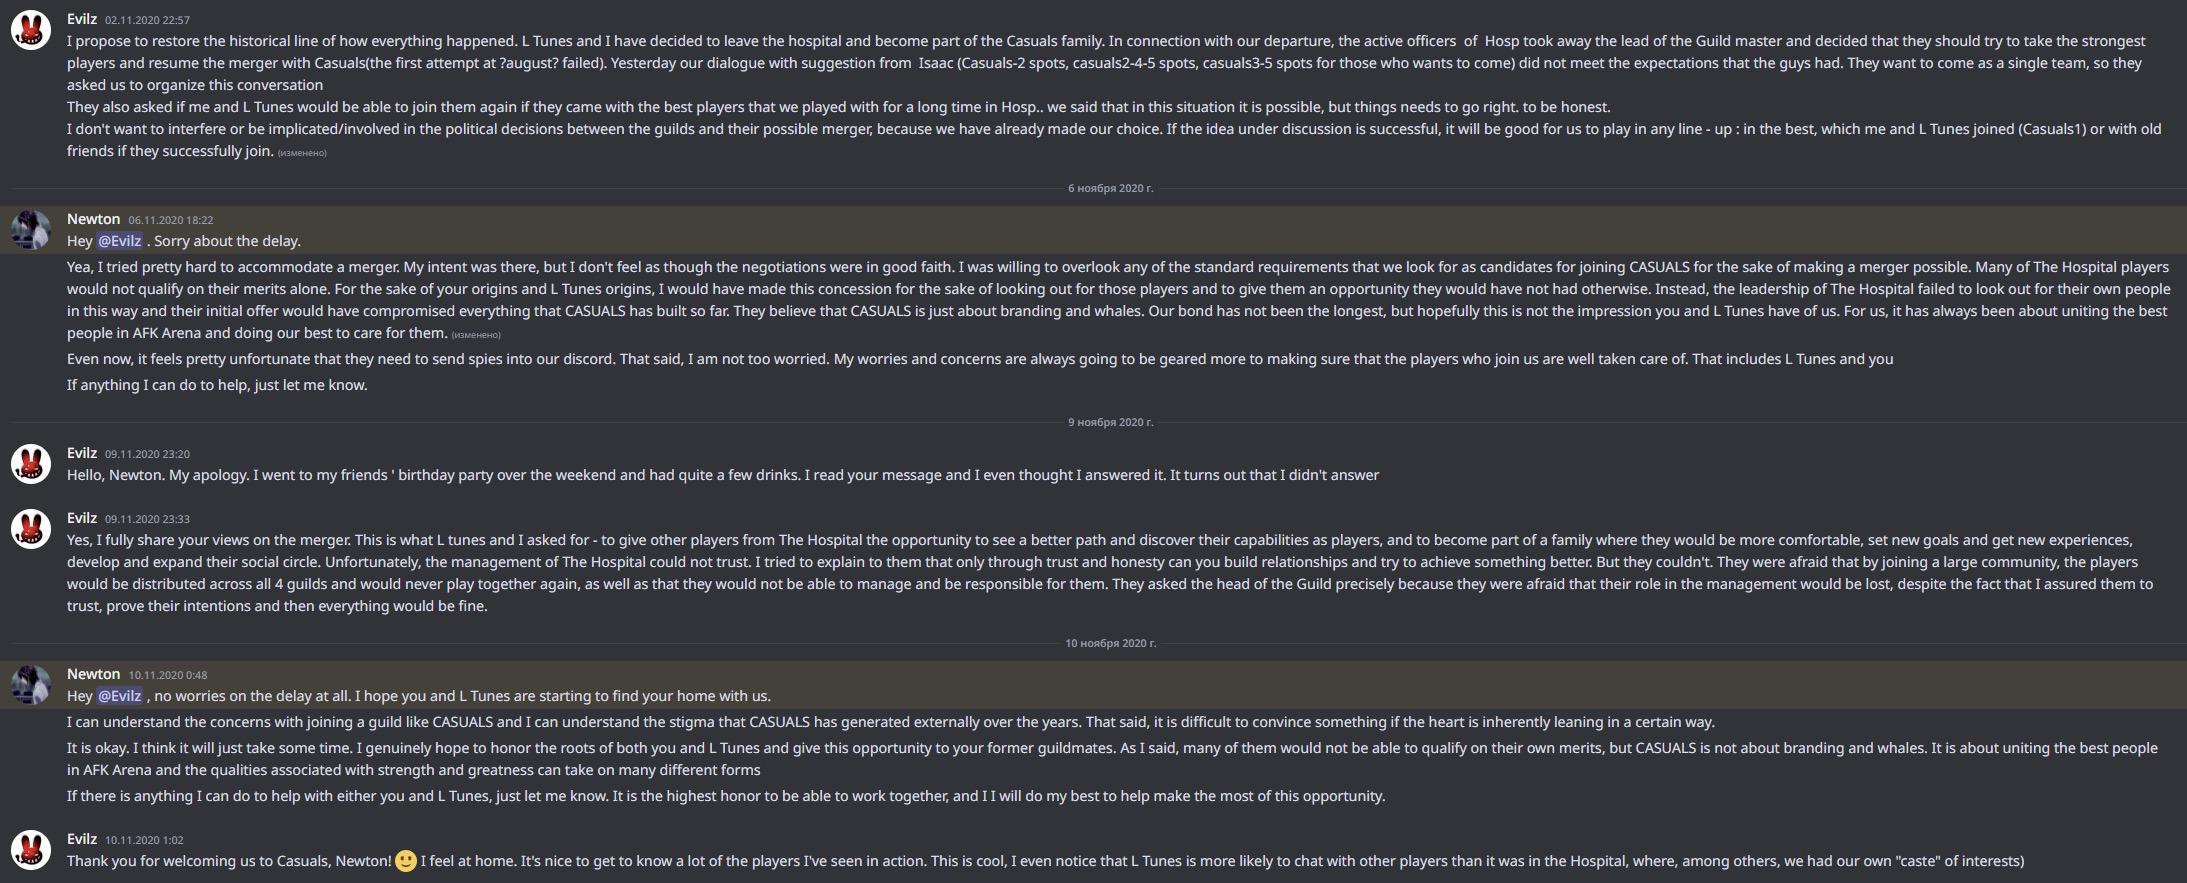 Evilz 02.11.2020 22:57
I propose to restore the historical line of how everything happened. L Tunes and I have decided to leave the hospital and become part of the Casuals family. In connection with our departure, the active officers of Hosp took away the lead of the Guild master and decided that they should try to take the strongest
players and resume the merger with Casuals(the first attempt at ?august? failed). Yesterday our dialogue with suggestion from Isaac (Casuals-2 spots, casuals2-4-5 spots, casuals3-5 spots for those who wants to come) did not meet the expectations that the guys had. They want to come as a single team, so they
asked us to organize this conversation
They also asked if me and L Tunes would be able to join them again if they came with the best players that we played with for a long time in Hosp.. we said that in this situation it is possible, but things needs to go right. to be honest.
I don't want to interfere or be implicated/involved in the political decisions between the guilds and their possible merger, because we have already made our choice. If the idea under discussion is successful, it will be good for us to play in any line - up : in the best, which me and L Tunes joined (Casuals1) or with old
friends if they successfully join. (изменено)
6 ноября 2020 г.
Newton 06.11.2020 18:22
Hey @Evilz . Sorry about the delay.
Yea, I tried pretty hard to accommodate a merger. My intent was there, but I don't feel as though the negotiations were in good faith. I was willing to overlook any of the standard requirements that we look for as candidates for joining CASUALS for the sake of making a merger possible. Many of The Hospital players
would not qualify on their merits alone. For the sake of your origins and L Tunes origins, I would have made this concession for the sake of looking out for those players and to give them an opportunity they would have not had otherwise. Instead, the leadership of The Hospital failed to look out for their own people
in this way and their initial offer would have compromised everything that CASUALS has built so far. They believe that CASUALS is just about branding and whales. Our bond has not been the longest, but hopefully this is not the impression you and L Tunes have of us. For us, it has always been about uniting the best
people in AFK Arena and doing our best to care for them. (изменено)
Even now, it feels pretty unfortunate that they need to send spies into our discord. That said, I am not too worried. My worries and concerns are always going to be geared more to making sure that the players who join us are well taken care of. That includes L Tunes and you
If anything I can do to help, just let me know.
9 ноября 2020 г.
Evilz 09.11.2020 23:20
Hello, Newton. My apology. I went to my friends ' birthday party over the weekend and had quite a few drinks. I read your message and I even thought I answered it. It turns out that I didn't answer
Evilz 09.11.2020 23:33
Yes, I fully share your views on the merger. This is what L tunes and I asked for - to give other players from The Hospital the opportunity to see a better path and discover their capabilities as players, and to become part of a family where they would be more comfortable, set new goals and get new experiences,
develop and expand their social circle. Unfortunately, the management of The Hospital could not trust. I tried to explain to them that only through trust and honesty can you build relationships and try to achieve something better. But they couldn't. They were afraid that by joining a large community, the players
would be distributed across all 4 guilds and would never play together again, as well as that they would not be able to manage and be responsible for them. They asked the head of the Guild precisely because they were afraid that their role in the management would be lost, despite the fact that I assured them to
trust, prove their intentions and then everything would be fine.
10 ноября 2020 г.
Newton 10.11.2020 0:48
Hey @Evilz , no worries on the delay at all. I hope you and L Tunes are starting to find your home with us.
I can understand the concerns with joining a guild like CASUALS and I can understand the stigma that CASUALS has generated externally over the years. That said, it is difficult to convince something if the heart is inherently leaning in a certain way.
It is okay. I think it will just take some time. I genuinely hope to honor the roots of both you and L Tunes and give this opportunity to your former guildmates. As I said, many of them would not be able to qualify on their own merits, but CASUALS is not about branding and whales. It is about uniting the best people
in AFK Arena and the qualities associated with strength and greatness can take on many different forms
If there is anything I can do to help with either you and L Tunes, just let me know. It is the highest honor to be able to work together, and I I will do my best to help make the most of this opportunity.
Evilz 10.11.2020 1:02
Thank you for welcoming us to Casuals, Newton! 🙂 I feel at home. It's nice to get to know a lot of the players I've seen in action. This is cool, I even notice that L Tunes is more likely to chat with other players than it was in the Hospital, where, among others, we had our own "caste" of interests)